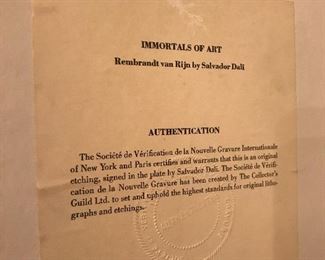 IMMORTALS OF ART
Rembrandt van Rijn by Salvador Dali
AUTHENTICATION
The Société de Vérification de la Nouvelle Gravure Internationale
of New York and Paris certifies and warrants that this is an original
etching, signed in the plate by Salvador Dali. The Société de Vérifi-
cation de la Nouvelle Gravure has been created by The Collector's
Guild Ltd. to set and uphold the highest standards for original litho-
graphs and etchings.